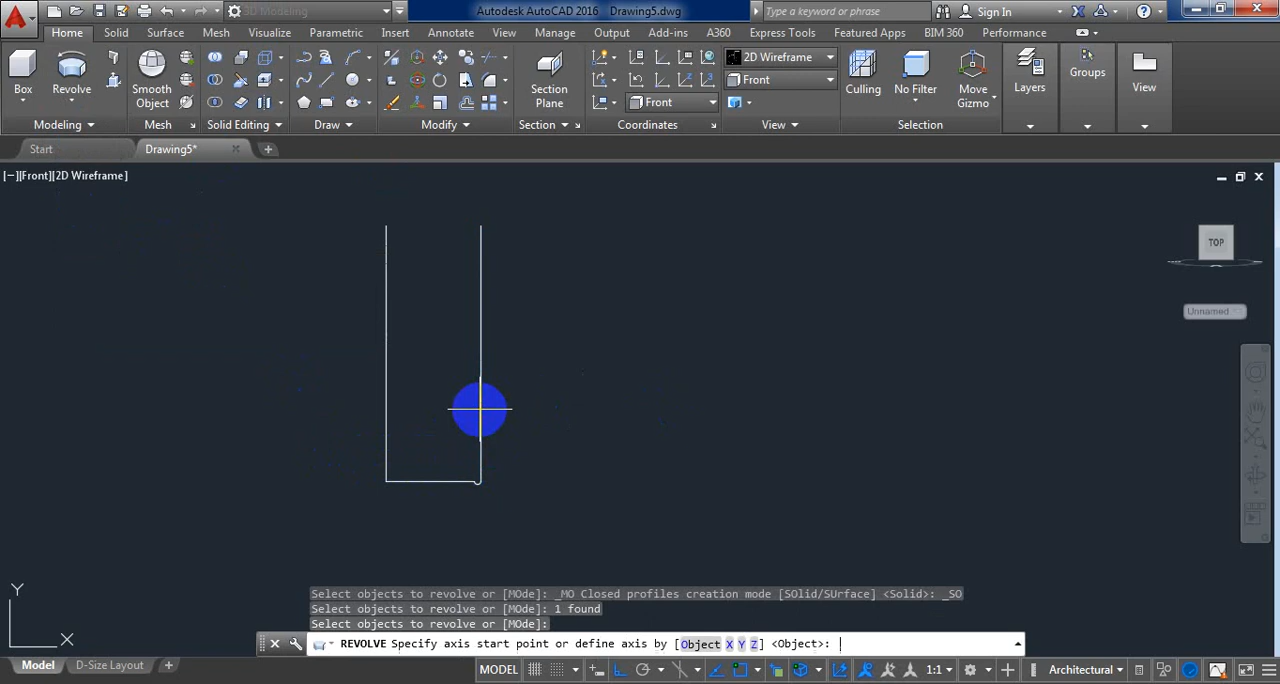 Autodesk AutoCAD 2016 Drawing5.dwg
3D Modeling
Type a keyword or phrase
Sign In
Home Solid Surface Mesh Visualize Parametric Insert Annotate View Manage Output Add-ins A360 Express Tools Featured Apps BIM 360 Performance
Box Revolve Smooth Object Section Plane 2D Wireframe Front Front Culling No Filter Move Gizmo Layers Groups View
Modeling Mesh Solid Editing Draw Modify Section Coordinates View Selection
Start Drawing5*
[−][Front][2D Wireframe]
TOP
Unnamed
Y
X
Select objects to revolve or [MOde]: _MO Closed profiles creation mode [SOlid/SUrface] <Solid>: _SO
Select objects to revolve or [MOde]: 1 found
Select objects to revolve or [MOde]:
REVOLVE Specify axis start point or define axis by [Object X Y Z] <Object>:
Model D-Size Layout MODEL 1:1 Architectural